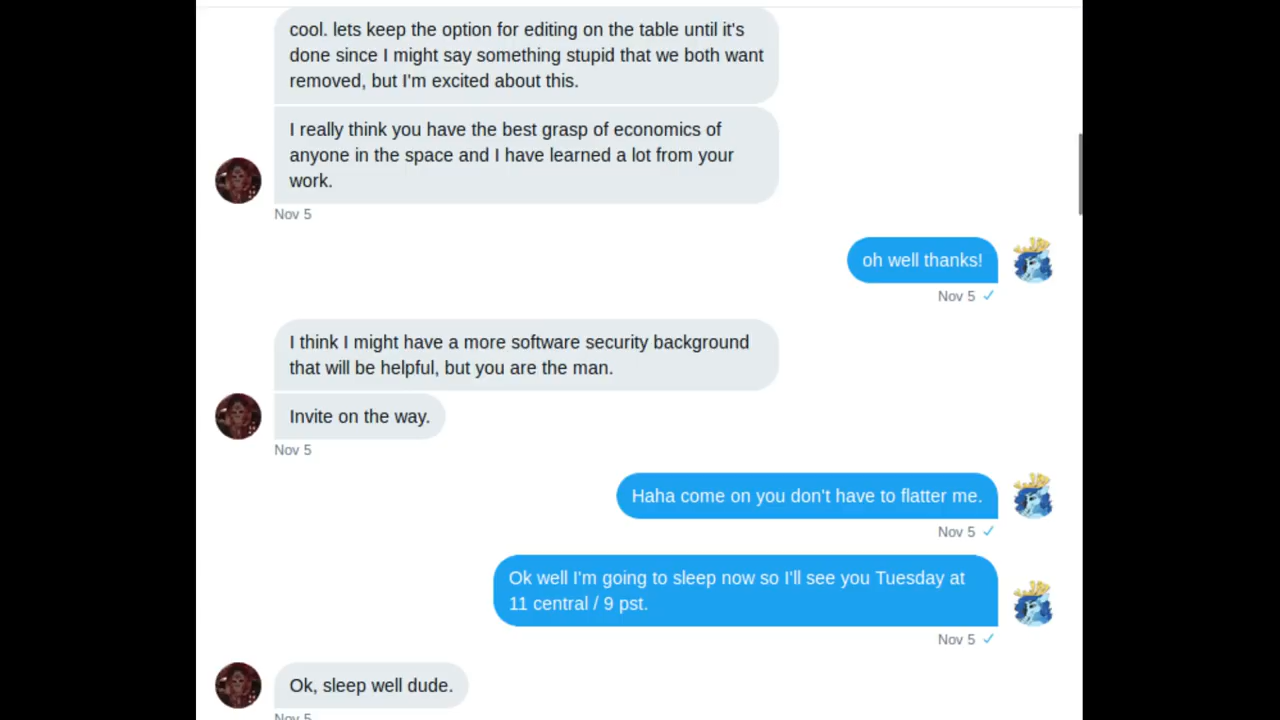 cool. lets keep the option for editing on the table until it's
done since I might say something stupid that we both want
removed, but I'm excited about this.
I really think you have the best grasp of economics of
anyone in the space and I have learned a lot from your
work.
Nov 5
oh well thanks!
Nov 5 ✓
I think I might have a more software security background
that will be helpful, but you are the man.
Invite on the way.
Nov 5
Haha come on you don't have to flatter me.
Nov 5 ✓
Ok well I'm going to sleep now so I'll see you Tuesday at
11 central / 9 pst.
Nov 5 ✓
Ok, sleep well dude.
Nov 5